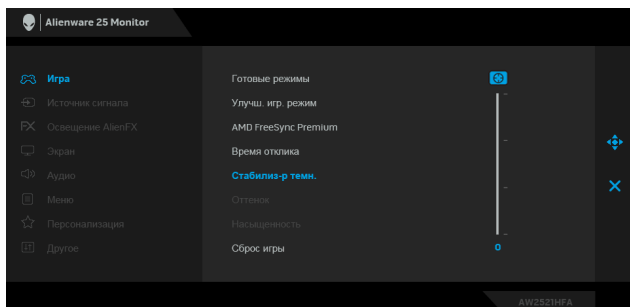 Alienware 25 Monitor
Игра
Источник сигнала
Освещение AlienFX
Экран
Аудио
Меню
Персонализация
Другое
Готовые режимы
Улучш. игр. режим
AMD FreeSync Premium
Время отклика
Стабилиз-р темн.
Оттенок
Насыщенность
Сброс игры
0
AW2521HFA